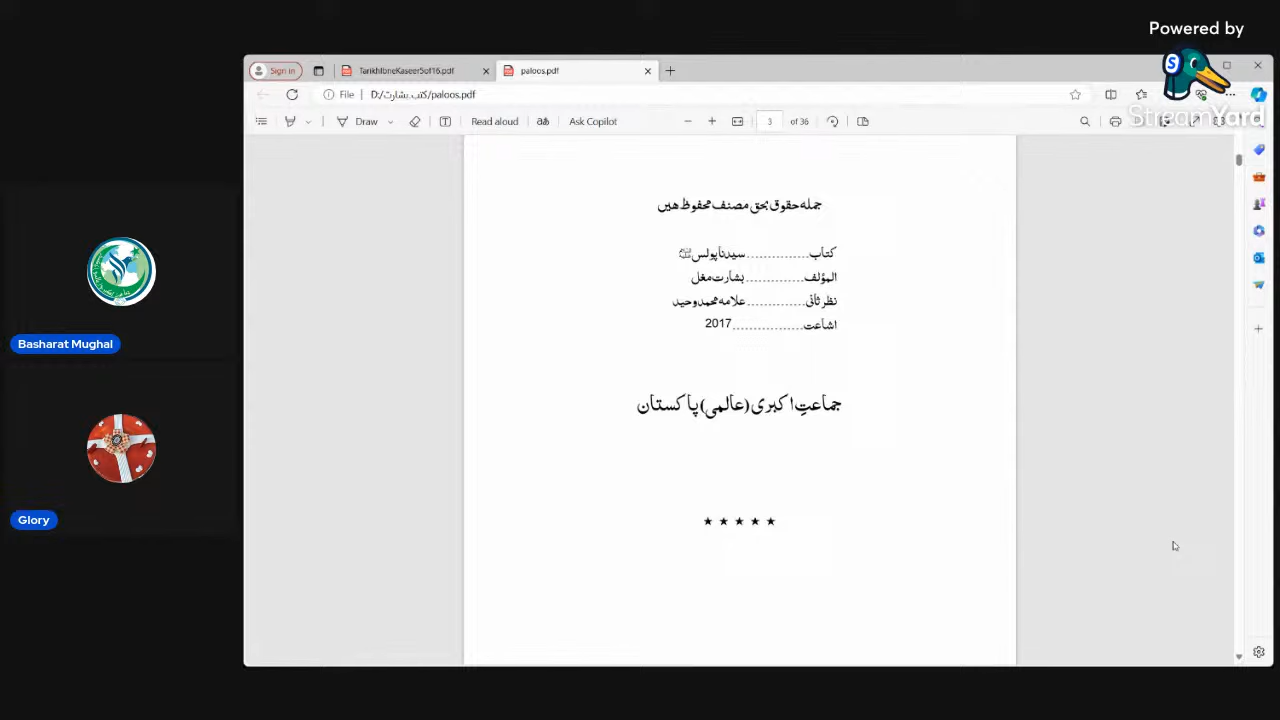 Powered by
StreamYard
Sign in
TarikhIbneKaseer5of16.pdf
paloos.pdf
File
D:/کتب.بشارت/paloos.pdf
Draw
Read aloud
Ask Copilot
3
of 36
جملہ حقوق بحق مصنف محفوظ ھیں
کتاب...............سیدنا پولس
المؤلف..............بشارت مغل
نظر ثانی..............علامہ محمد وحید
اشاعت.................2017
جماعتِ اکبری (عالمی) پاکستان
★ ★ ★ ★ ★
Basharat Mughal
Glory